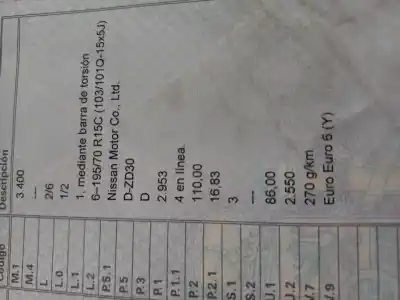 Código Descripción
M.1 3.400
M.4 —
L 2/6
L.0 1/2
L.1 1, mediante barra de torsión
L.2 6–195/70 R15C (103/101Q-15x5J)
P.5.1 Nissan Motor Co., Ltd.
P.5 D-ZD30
P.3 D
P.1 2.953
P.1.1 4 en línea.
P.2 110,00
P.2.1 16,83
S.1 3
S.2 —
U.1 86,00
U.2 2.550
V.7 270 g/km
V.9 Euro Euro 6 (Y)